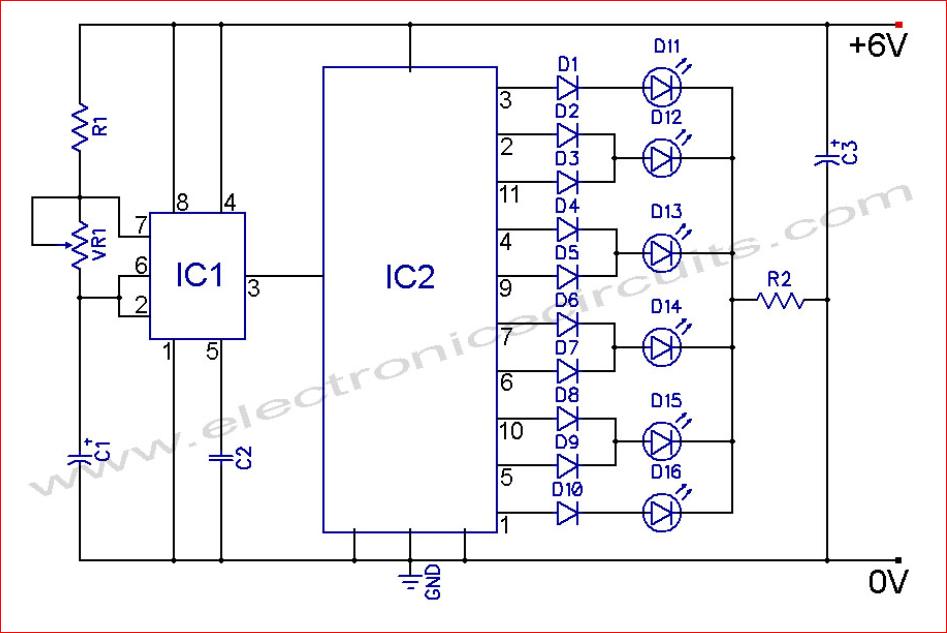 +6V
D11
D1
R1
D2
D12
3
C3
+
2
D3
11
8
4
D4
D13
7
VR1
4
6
IC1
3
IC2
D5
9
R2
2
D6
D14
7
1
5
D7
6
D8
D15
10
C1
+
C2
D9
5
D16
D10
1
GND
0V
www.electronicecircuits.com